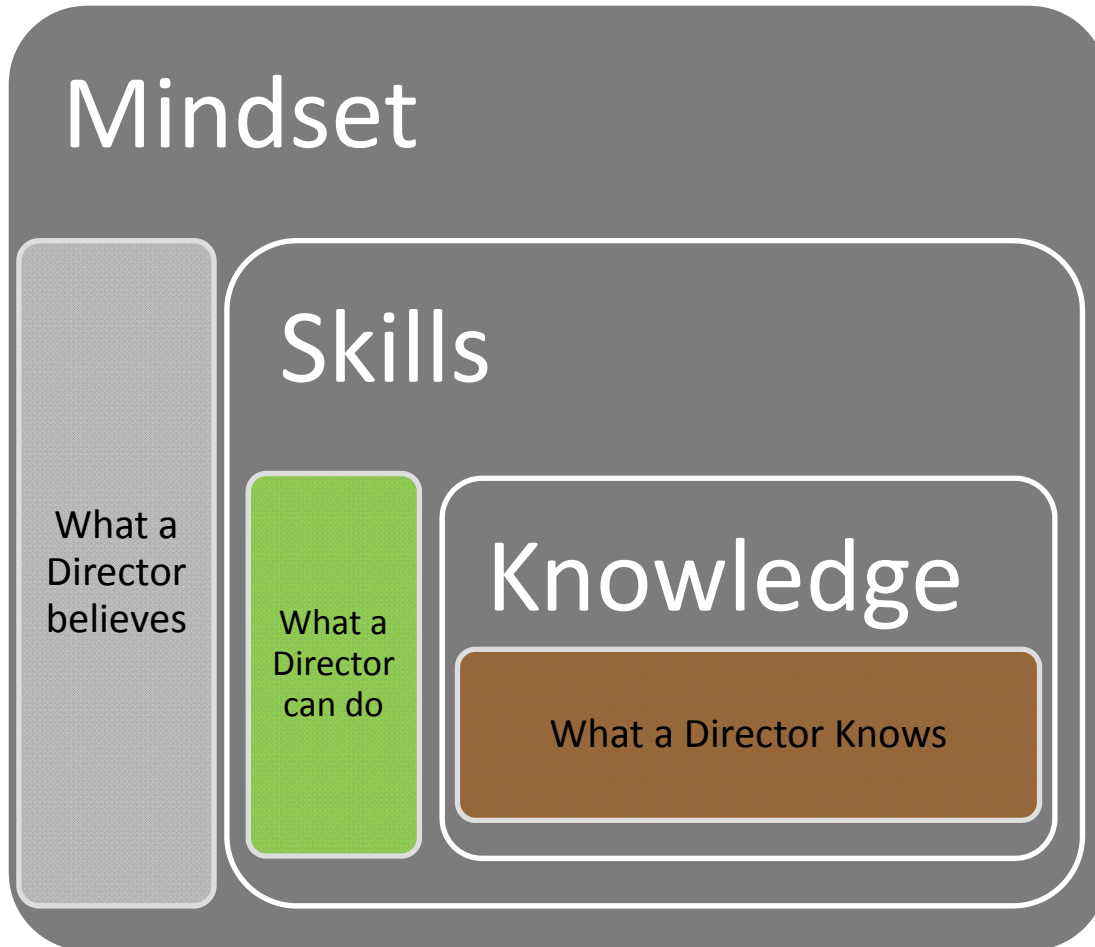 Mindset
Skills
What a
Director
believes
What a
Director
can do
Knowledge
What a Director Knows